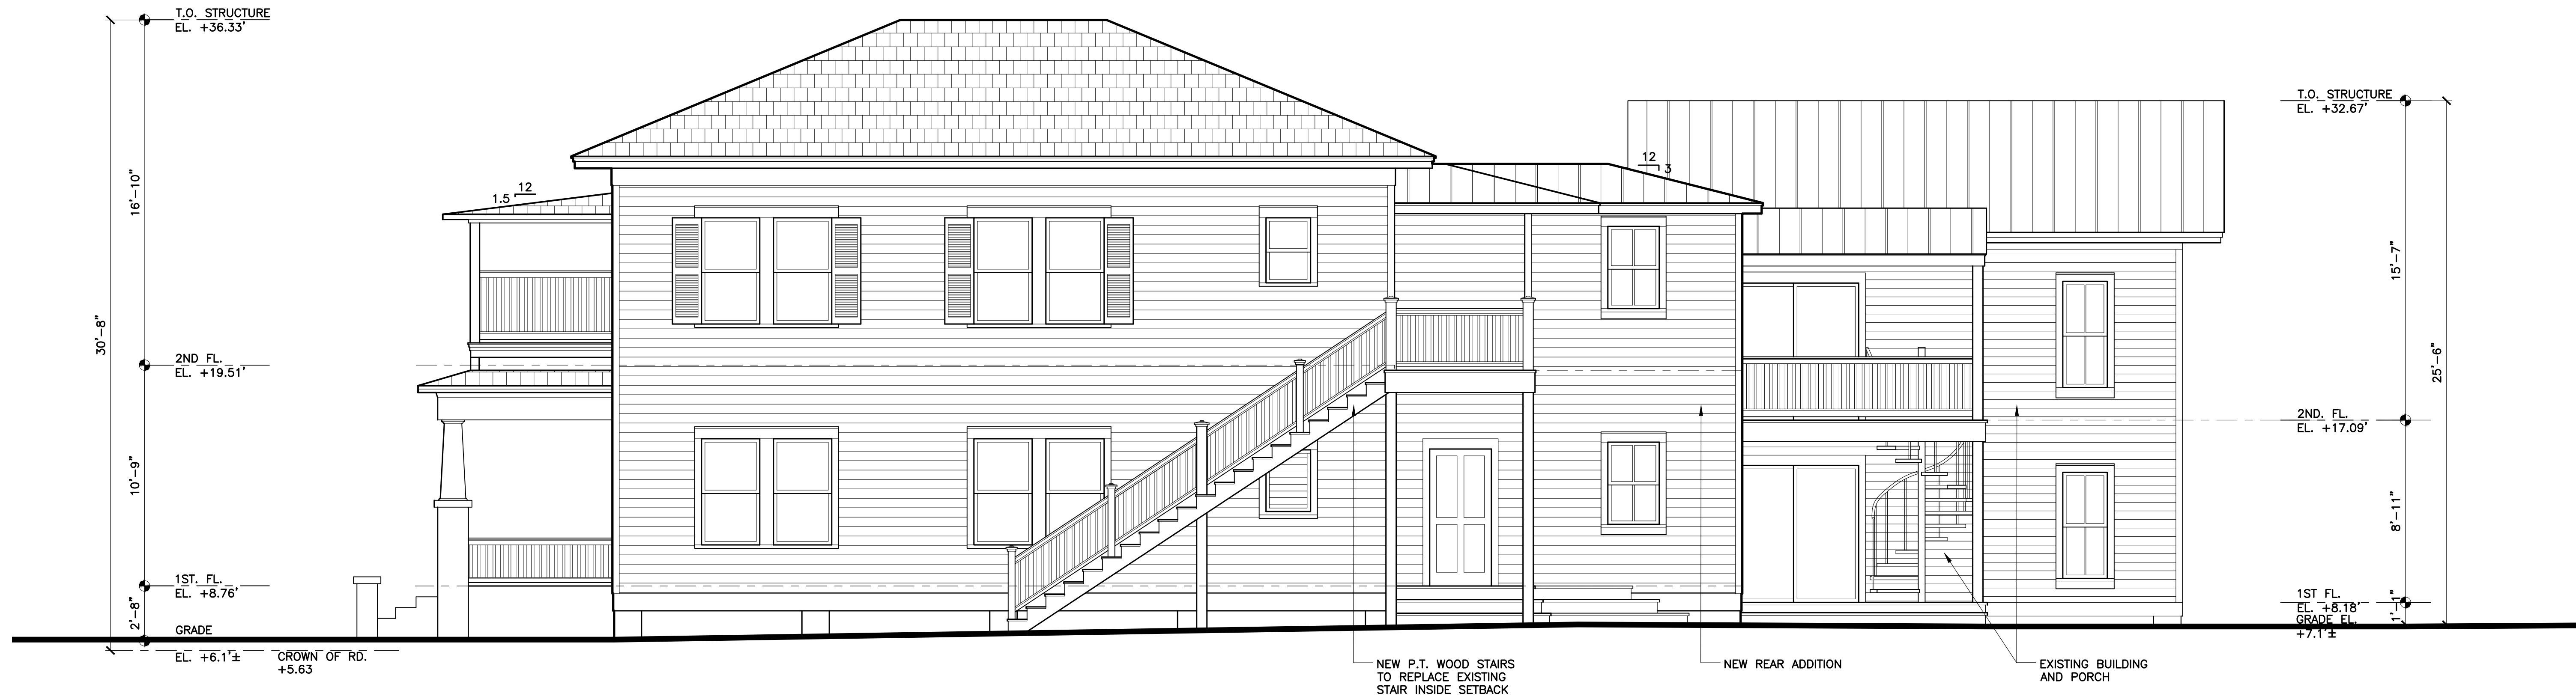 T.O. STRUCTURE
EL. +36.33'
16'-10"
30'-8"
2ND FL.
EL. +19.51'
10'-9"
1ST. FL.
EL. +8.76'
2'-8"
GRADE
EL. +6.1'±
CROWN OF RD.
+5.63
12
1.5
12
3
NEW P.T. WOOD STAIRS
TO REPLACE EXISTING
STAIR INSIDE SETBACK
NEW REAR ADDITION
EXISTING BUILDING
AND PORCH
T.O. STRUCTURE
EL. +32.67'
15'-7"
25'-6"
2ND. FL.
EL. +17.09'
8'-11"
1ST FL.
EL. +8.18'
1'-1"
GRADE EL.
+7.1'±